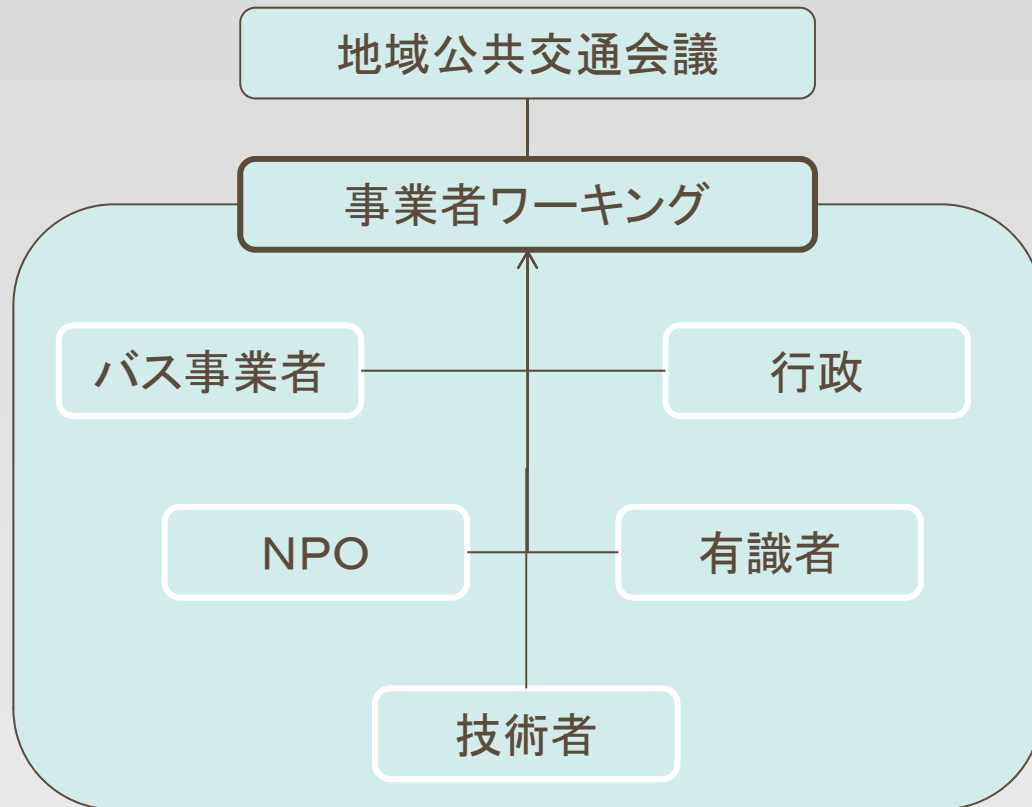 地域公共交通会議
事業者ワーキング
バス事業者
行政
NPO
有識者
技術者